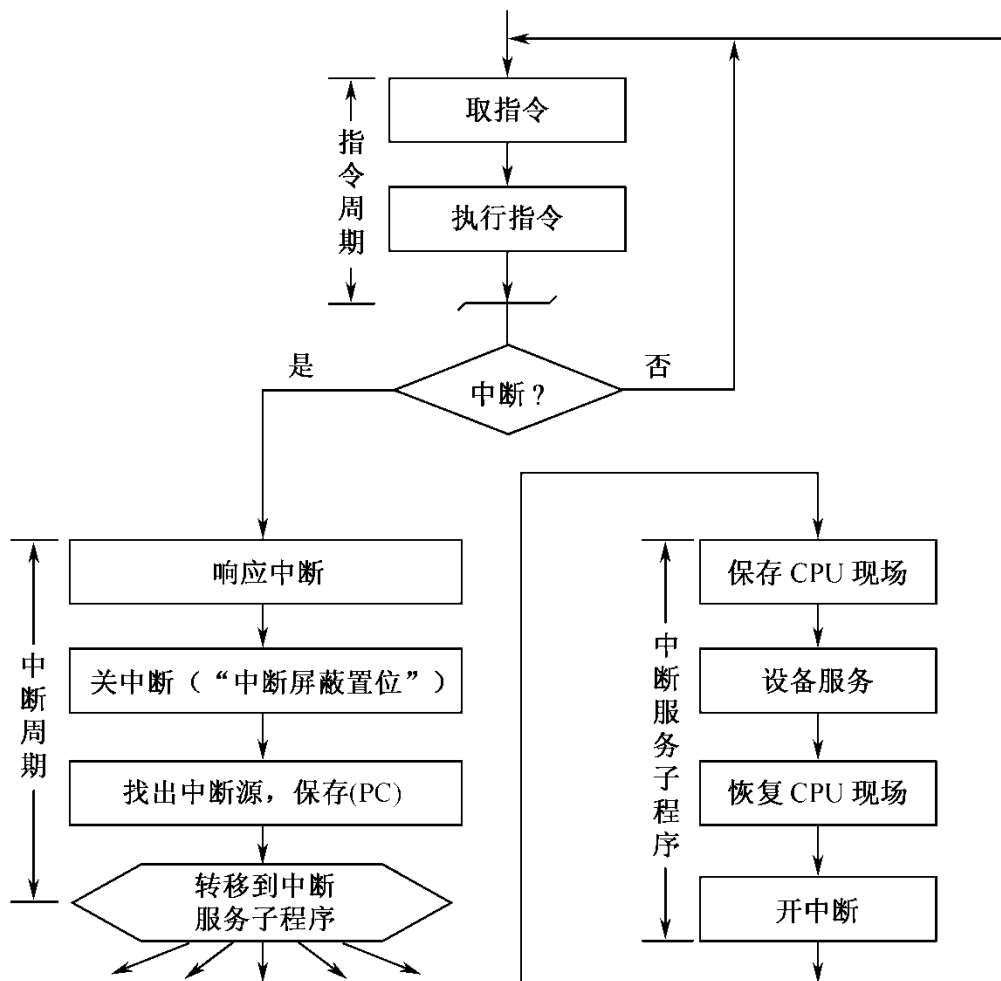 取指令
指令周期
执行指令
是
否
中断？
响应中断
关中断（“中断屏蔽置位”）
找出中断源，保存(PC)
转移到中断
服务子程序
中断周期
保存 CPU 现场
设备服务
恢复 CPU 现场
开中断
中断服务子程序